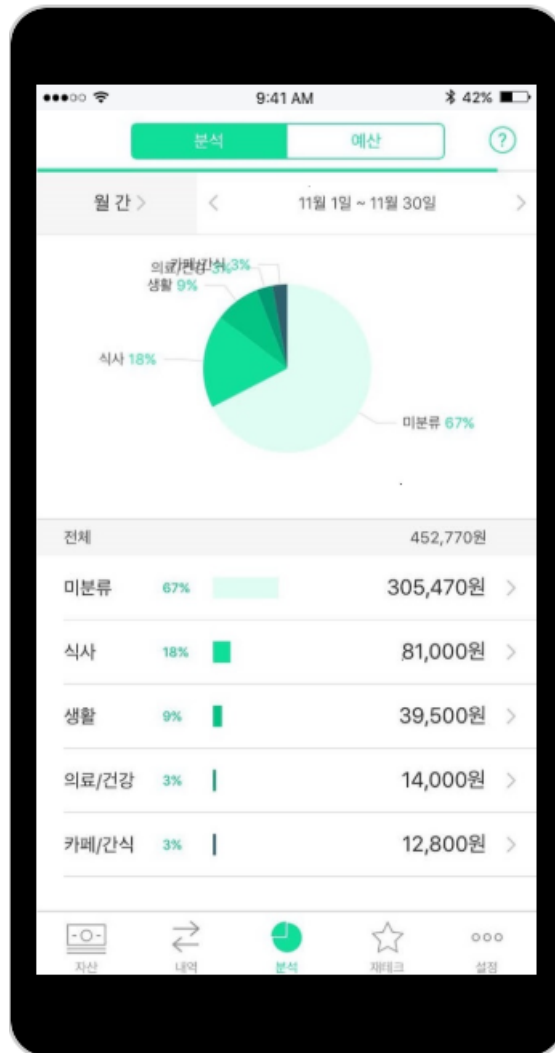 9:41 AM
42%
분석 예산 ?
월 간 11월 1일 ~ 11월 30일
카페/간식 3%
의료/건강 3%
생활 9%
식사 18%
미분류 67%
전체 452,770원
미분류 67% 305,470원
식사 18% 81,000원
생활 9% 39,500원
의료/건강 3% 14,000원
카페/간식 3% 12,800원
자산 내역 분석 재테크 설정